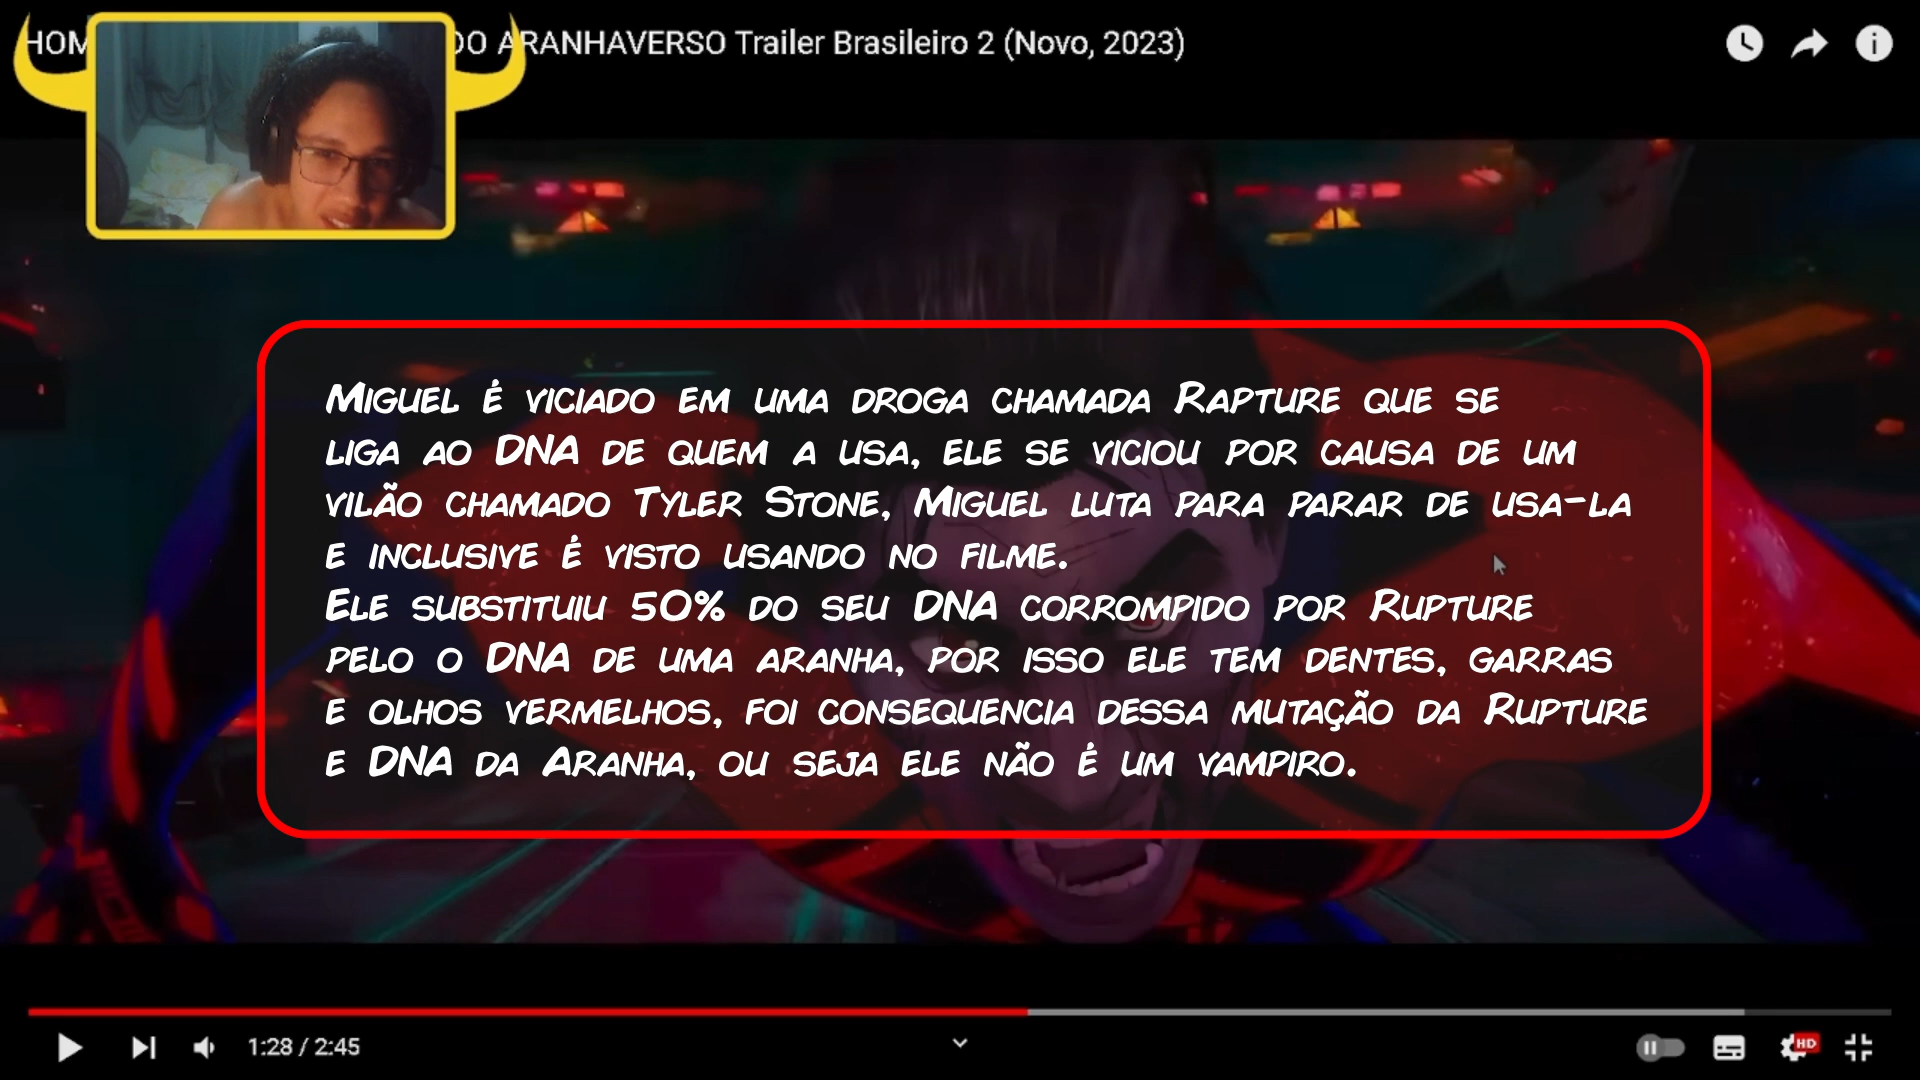 HOM DO ARANHAVERSO Trailer Brasileiro 2 (Novo, 2023)
Miguel é viciado em uma droga chamada Rapture que se
liga ao DNA de quem a usa, ele se viciou por causa de um
vilão chamado Tyler Stone, Miguel luta para parar de usa-la
e inclusive é visto usando no filme.
Ele substituiu 50% do seu DNA corrompido por Rupture
pelo o DNA de uma aranha, por isso ele tem dentes, garras
e olhos vermelhos, foi consequencia dessa mutação da Rupture
e DNA da Aranha, ou seja ele não é um vampiro.
1:28 / 2:45
HD